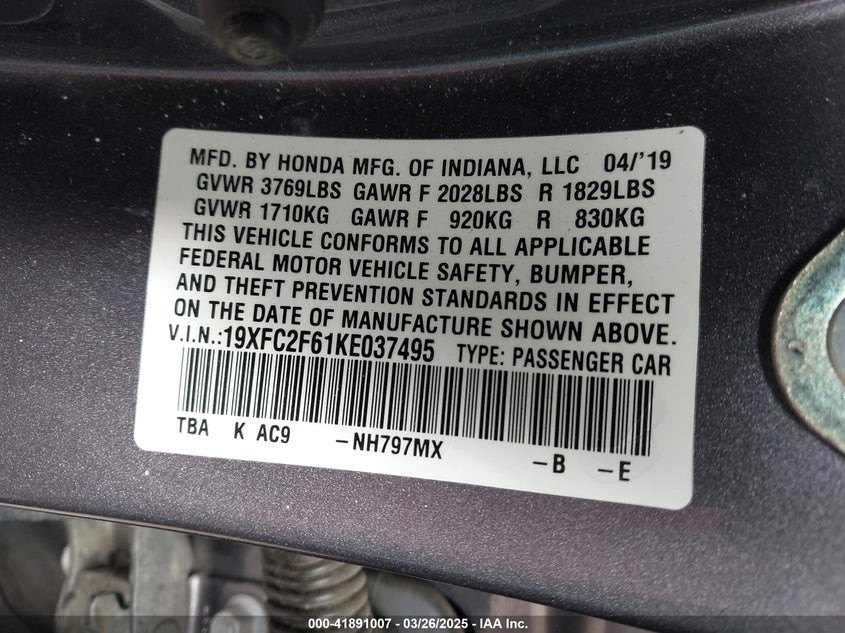 MFD. BY HONDA MFG. OF INDIANA, LLC 04/'19
GVWR 3769LBS GAWR F 2028LBS R 1829LBS
GVWR 1710KG GAWR F 920KG R 830KG
THIS VEHICLE CONFORMS TO ALL APPLICABLE
FEDERAL MOTOR VEHICLE SAFETY, BUMPER,
AND THEFT PREVENTION STANDARDS IN EFFECT
ON THE DATE OF MANUFACTURE SHOWN ABOVE.
V.I.N.:19XFC2F61KE037495 TYPE: PASSENGER CAR
TBA K AC9 -NH797MX -B -E
000-41891007 | 03/26/2025 | IAA Inc.